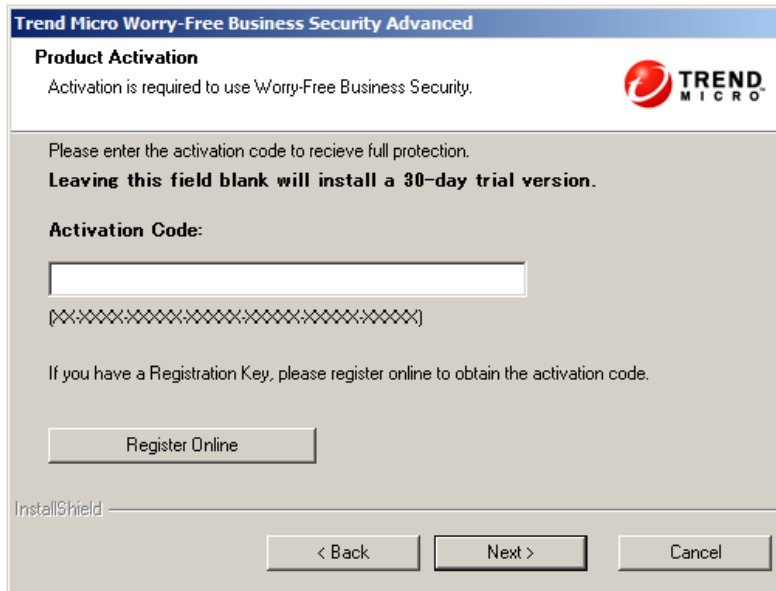 Trend Micro Worry-Free Business Security Advanced
Product Activation
Activation is required to use Worry-Free Business Security.
TREND
MICRO
Please enter the activation code to recieve full protection.
Leaving this field blank will install a 30-day trial version.
Activation Code:
(XX-XXXX-XXXXX-XXXXX-XXXXX-XXXXX-XXXXX)
If you have a Registration Key, please register online to obtain the activation code.
Register Online
InstallShield
< Back
Next >
Cancel